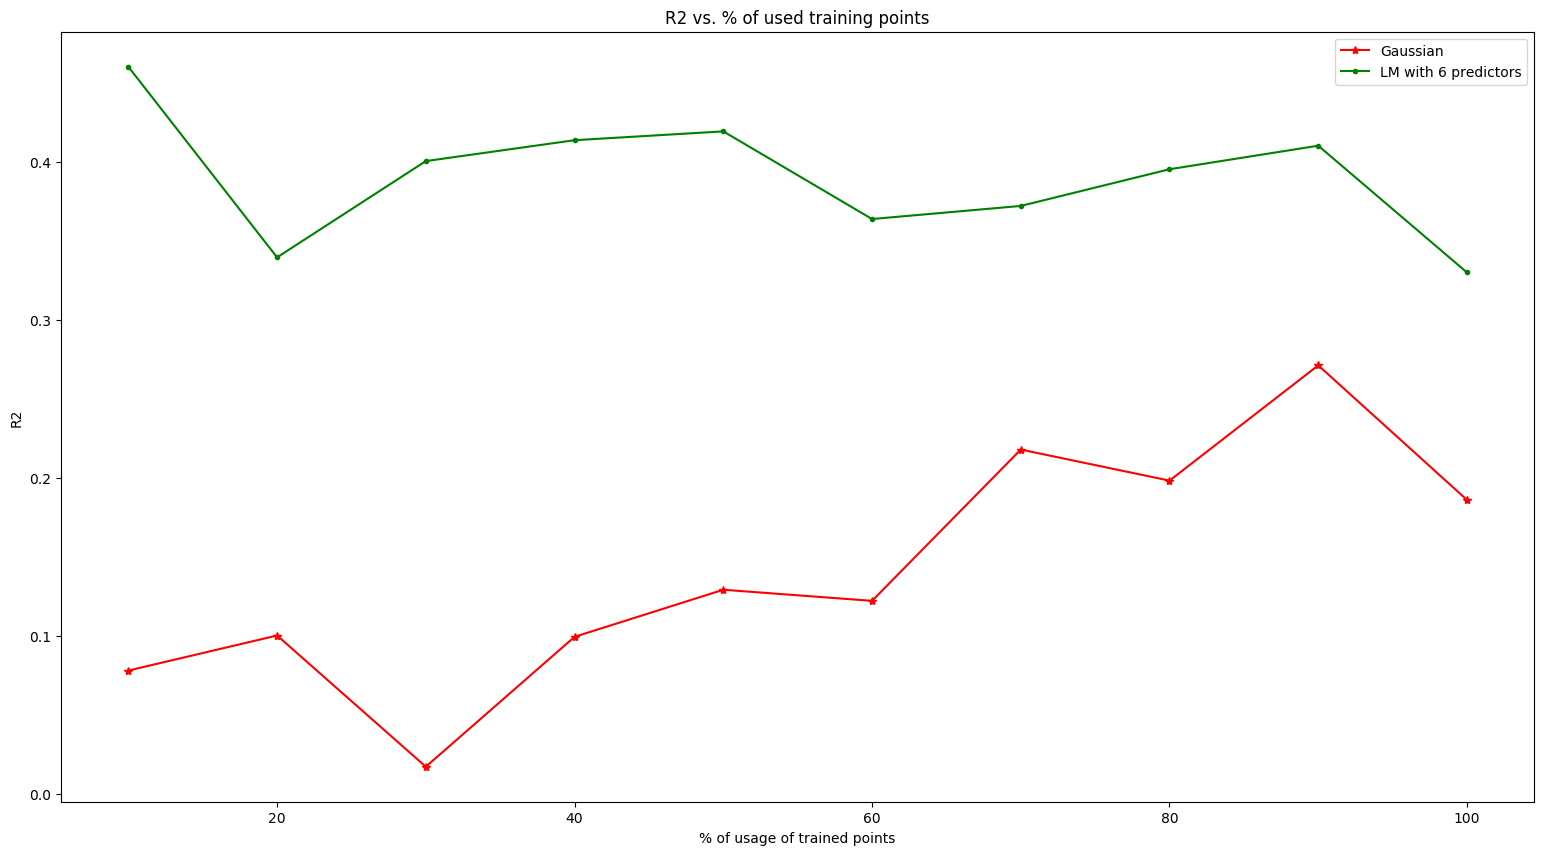 R2 vs. % of used training points
Gaussian
LM with 6 predictors
R2
0.4
0.3
0.2
0.1
0.0
20
40
60
80
100
% of usage of trained points